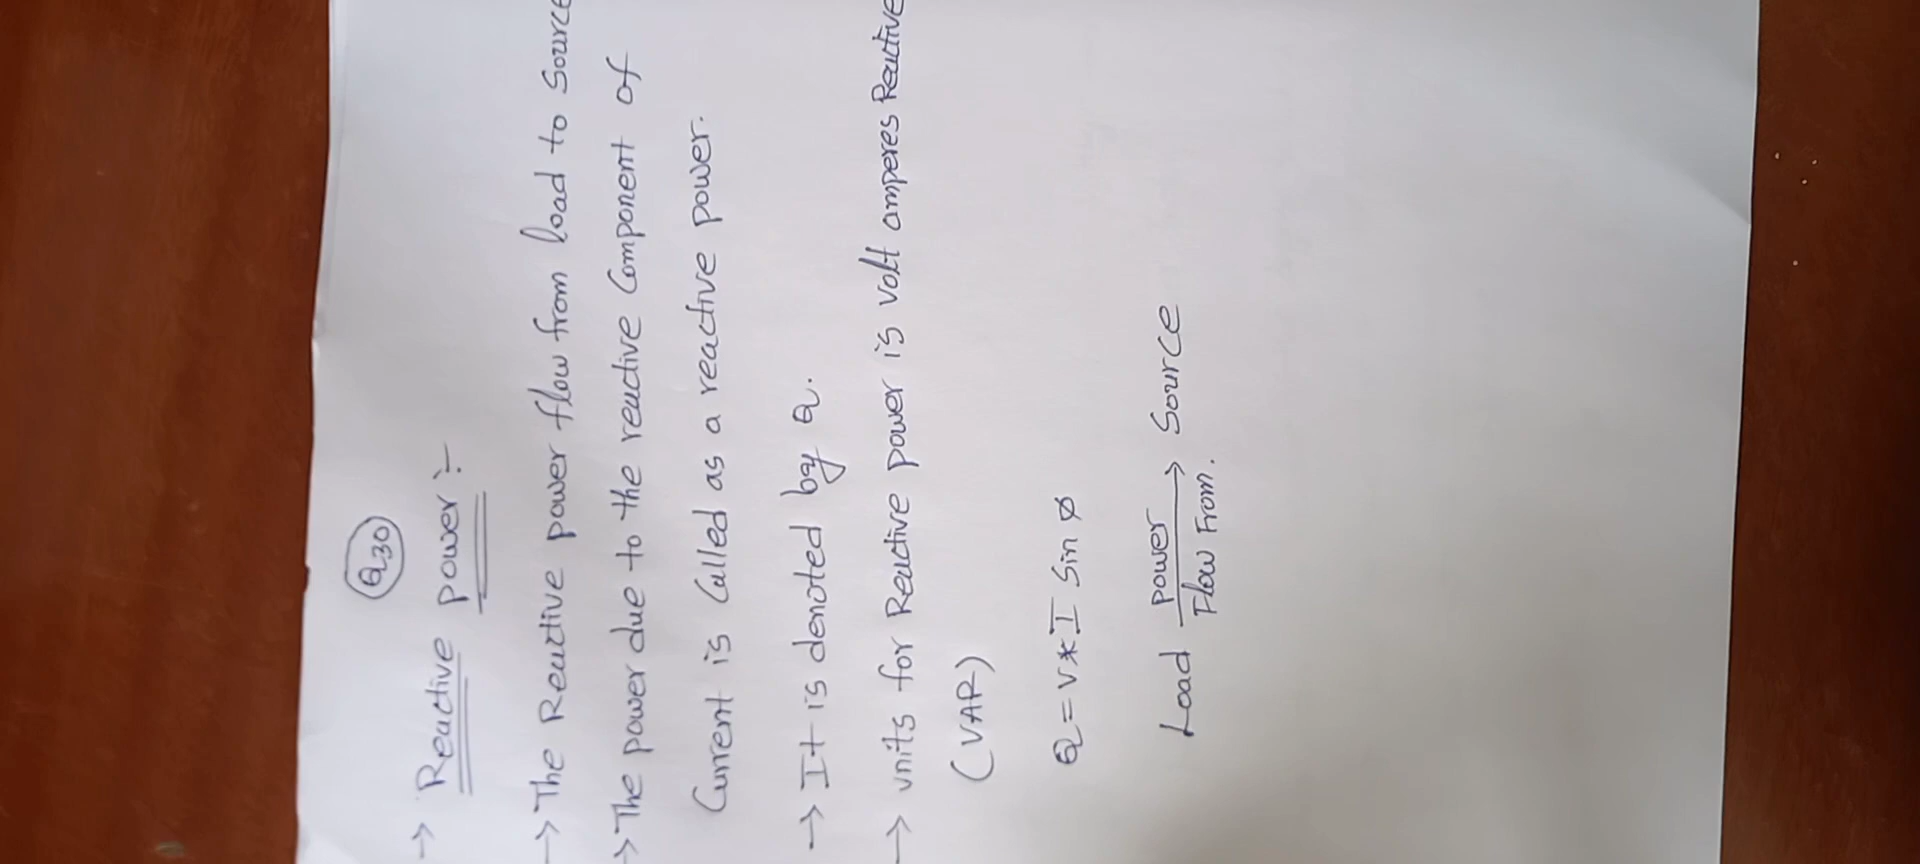 Q30
→ Reactive power :-
→ The Reactive power flow from load to source
→ The power due to the reactive Component of
Current is Called as a reactive power.
→ It is denoted by Q.
→ units for Reactive power is volt amperes Reactive
(VAR)
Q = V*I Sin ø
Load power → Source
Flow From.